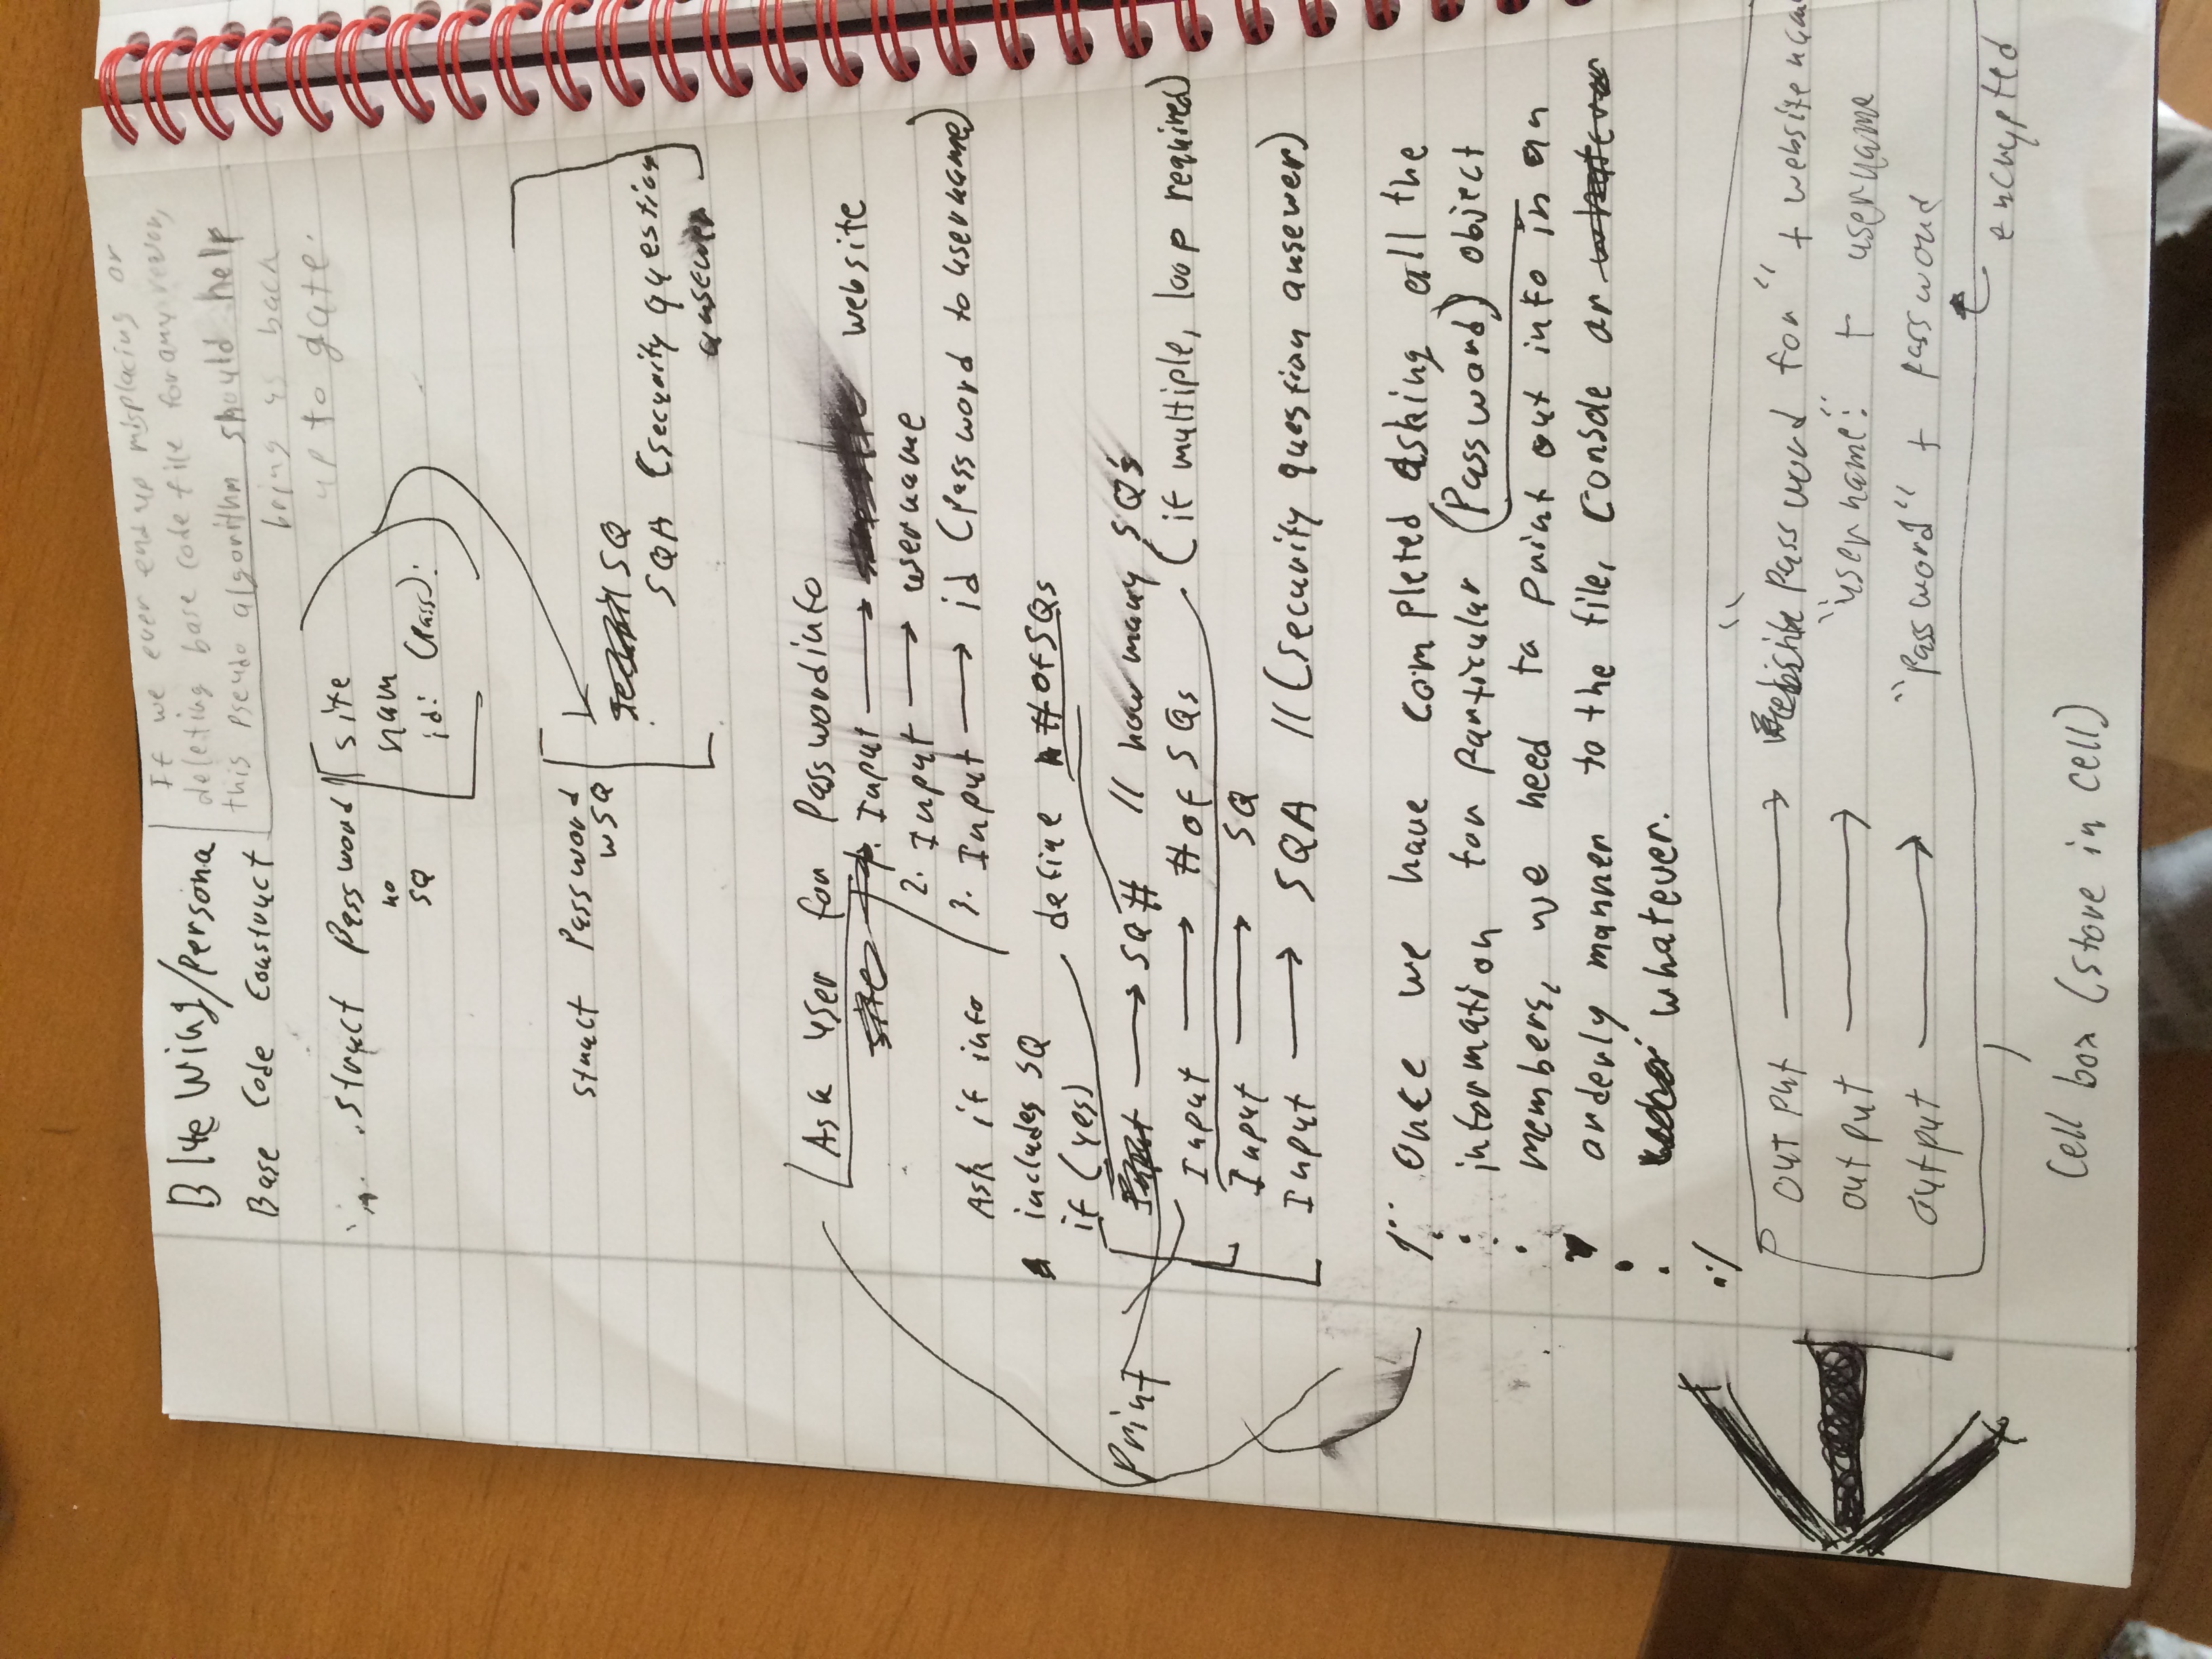 Blue Wing/persona
Base Code Construct
If we ever end up misplacing or
deleting base code file for any reason,
this pseudo algorithm should help
bring us back
up to date.
struct Password
no
SQ
site
nam
id: (Pass):
struct Password
wSQ
SQ
SQA (security question
ansewer
Ask user for Passwordinfo
1. Input → website
2. Input → username
3. Input → id (Password to username)
Ask if info
includes SQ
if (yes)
define # of SQs
print
Input → SQ # // how many SQ's
Input → # of SQs (if multiple, loop required)
Input → SQ
Input → SQA //(security question ansewer)
Once we have completed asking all the
information for particular (Password) object
members, we need to print out info in an
orderly manner to the file, console or whatever
whatever.
output → "Password for" + website nam
output → "username:" + username
output → "Password" + password
encrypted
Cell box (store in cell)